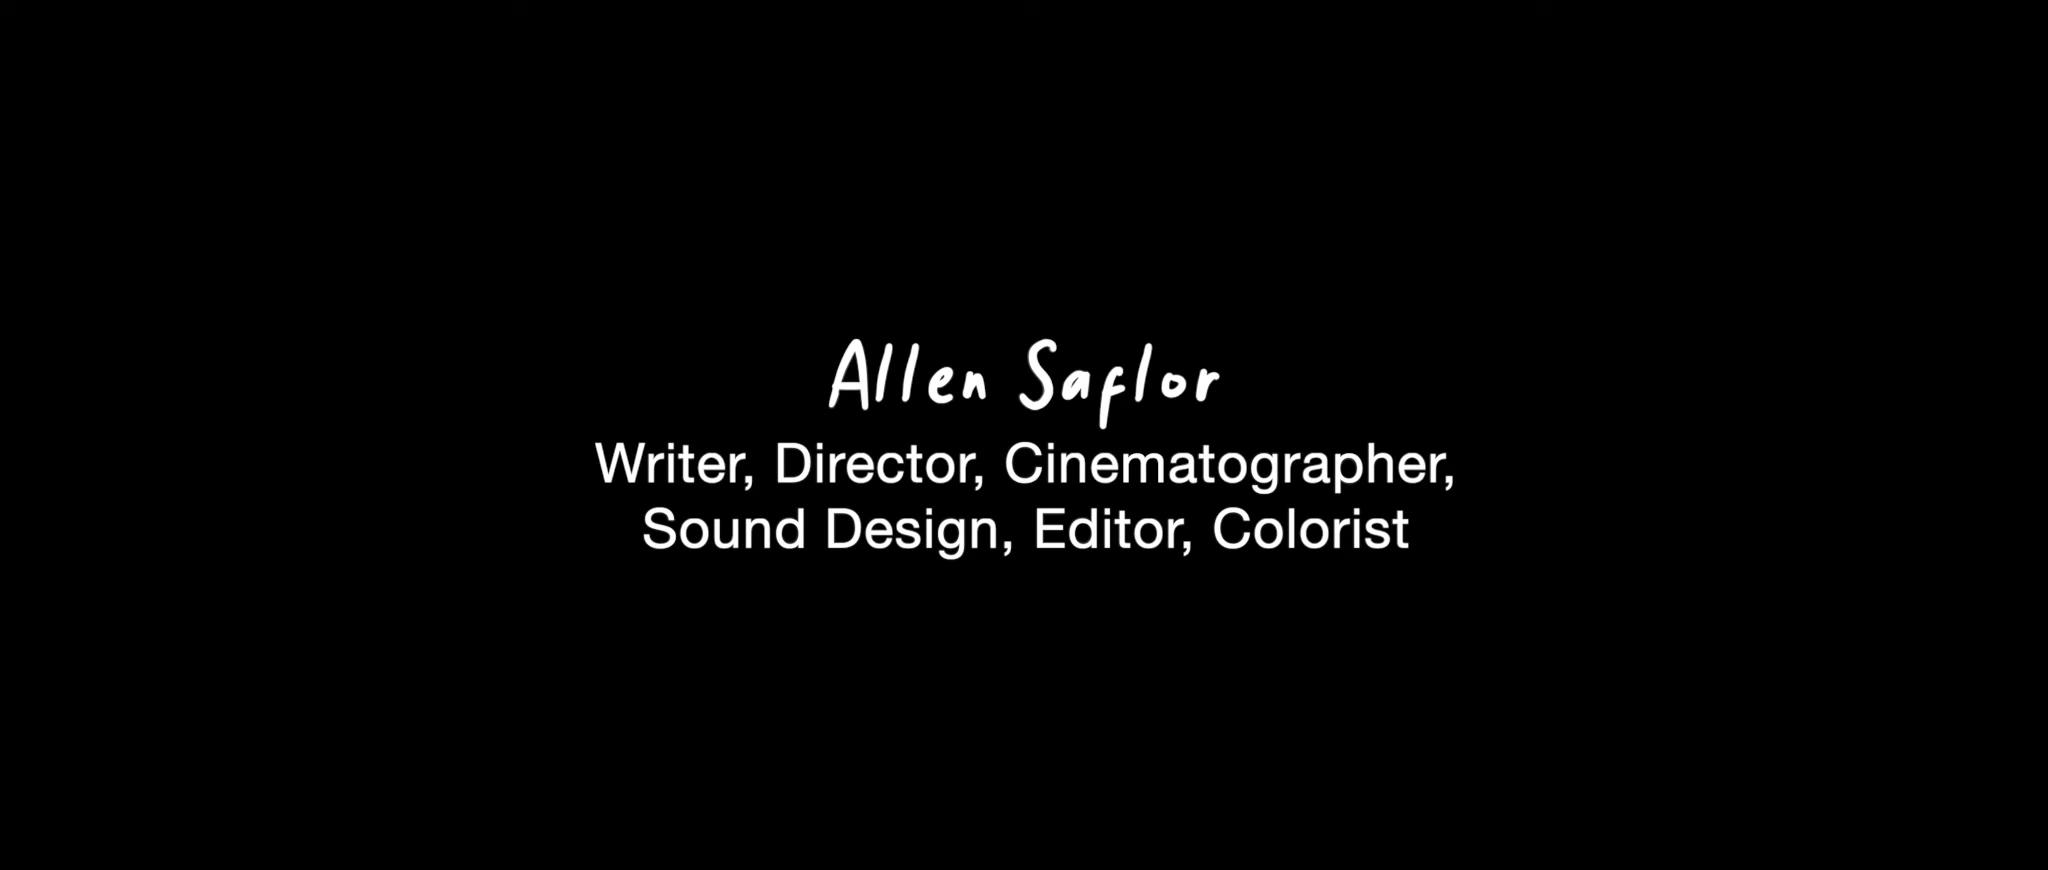 Allen Saflor
Writer, Director, Cinematographer,
Sound Design, Editor, Colorist